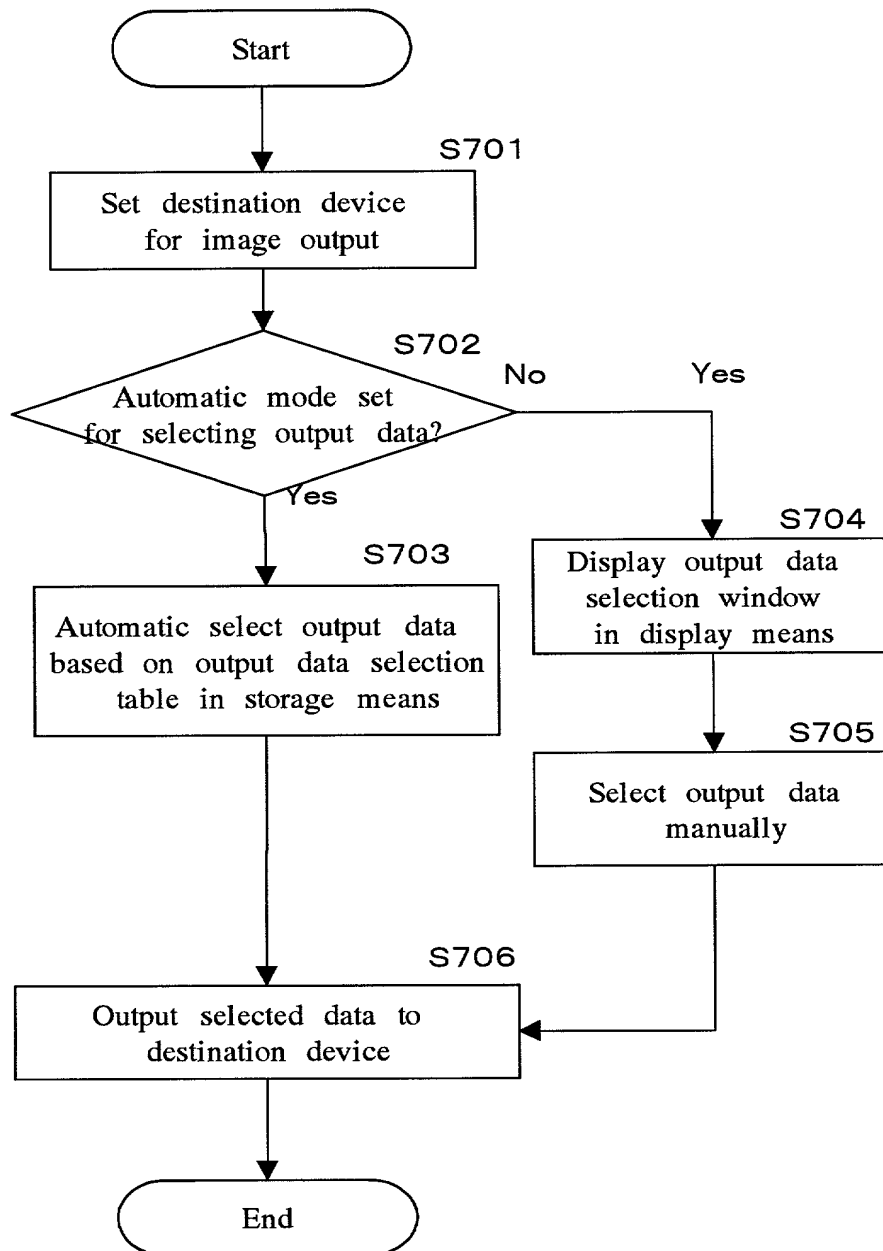 Start
S701
Set destination device
for image output
S702
No
Yes
Automatic mode set
for selecting output data?
Yes
S703
Automatic select output data
based on output data selection
table in storage means
S704
Display output data
selection window
in display means
S705
Select output data
manually
S706
Output selected data to
destination device
End